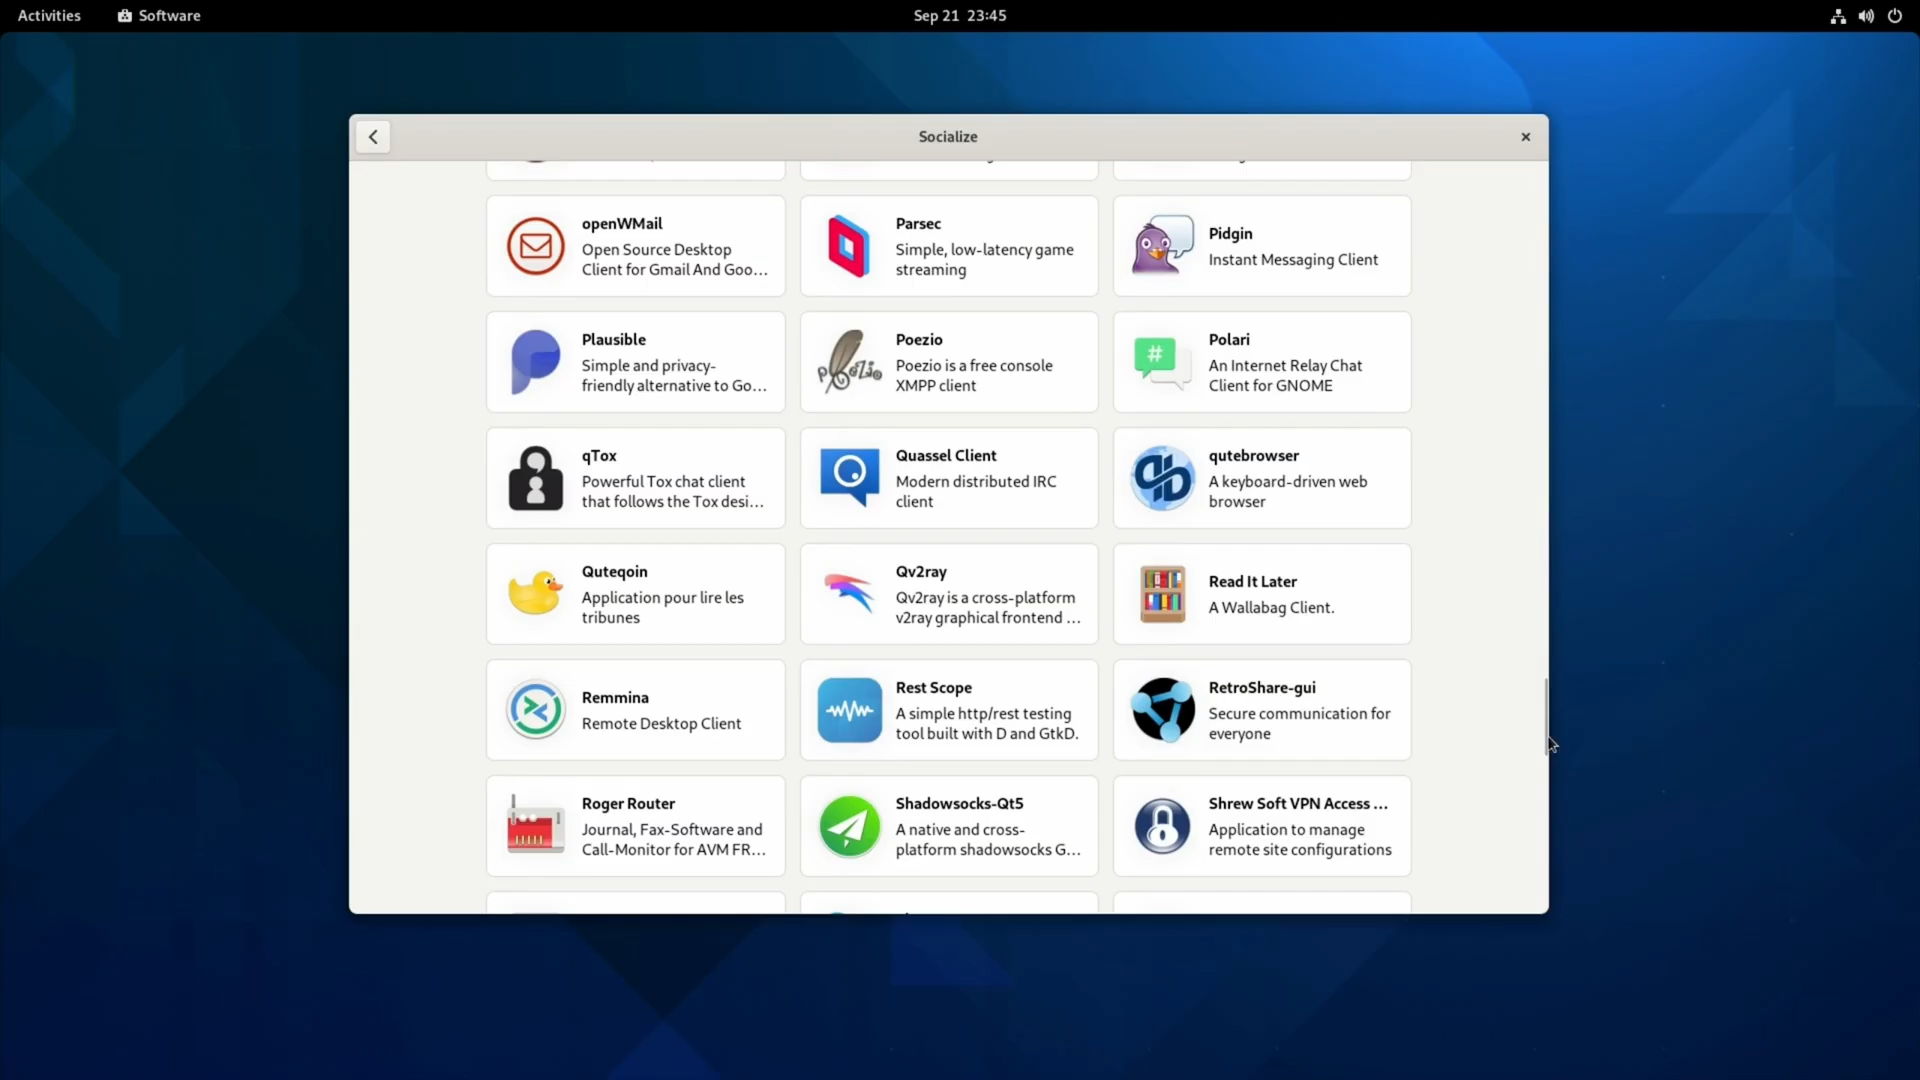 Activities
Software
Sep 21 23:45
Socialize
openWMail
Open Source Desktop
Client for Gmail And Goo...
Parsec
Simple, low-latency game
streaming
Pidgin
Instant Messaging Client
Plausible
Simple and privacy-
friendly alternative to Go...
Poezio
Poezio is a free console
XMPP client
Polari
An Internet Relay Chat
Client for GNOME
qTox
Powerful Tox chat client
that follows the Tox desi...
Quassel Client
Modern distributed IRC
client
qutebrowser
A keyboard-driven web
browser
Quteqoin
Application pour lire les
tribunes
Qv2ray
Qv2ray is a cross-platform
v2ray graphical frontend ...
Read It Later
A Wallabag Client.
Remmina
Remote Desktop Client
Rest Scope
A simple http/rest testing
tool built with D and GtkD.
RetroShare-gui
Secure communication for
everyone
Roger Router
Journal, Fax-Software and
Call-Monitor for AVM FR...
Shadowsocks-Qt5
A native and cross-
platform shadowsocks G...
Shrew Soft VPN Access ...
Application to manage
remote site configurations